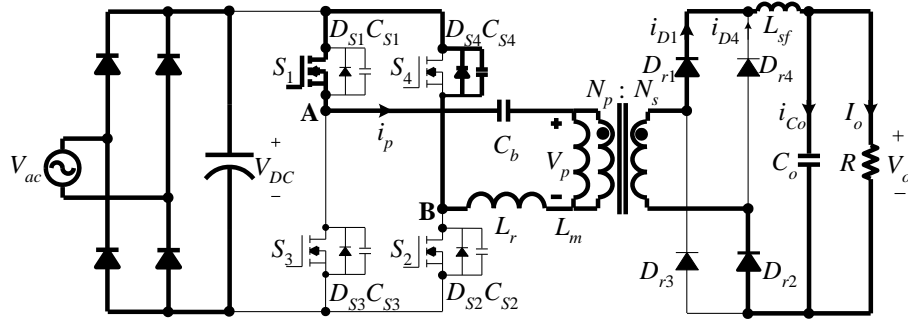 D_{S1} C_{S1} D_{S4} C_{S4} i_{D1} i_{D4} L_{sf}
S_1 S_4 D_{r1} D_{r4}
A i_p C_b N_p : N_s i_{Co} I_o
V_{ac} V_{DC} + − + V_p − C_o R + V_o −
B L_r L_m
S_3 S_2 D_{r3} D_{r2}
D_{S3} C_{S3} D_{S2} C_{S2}